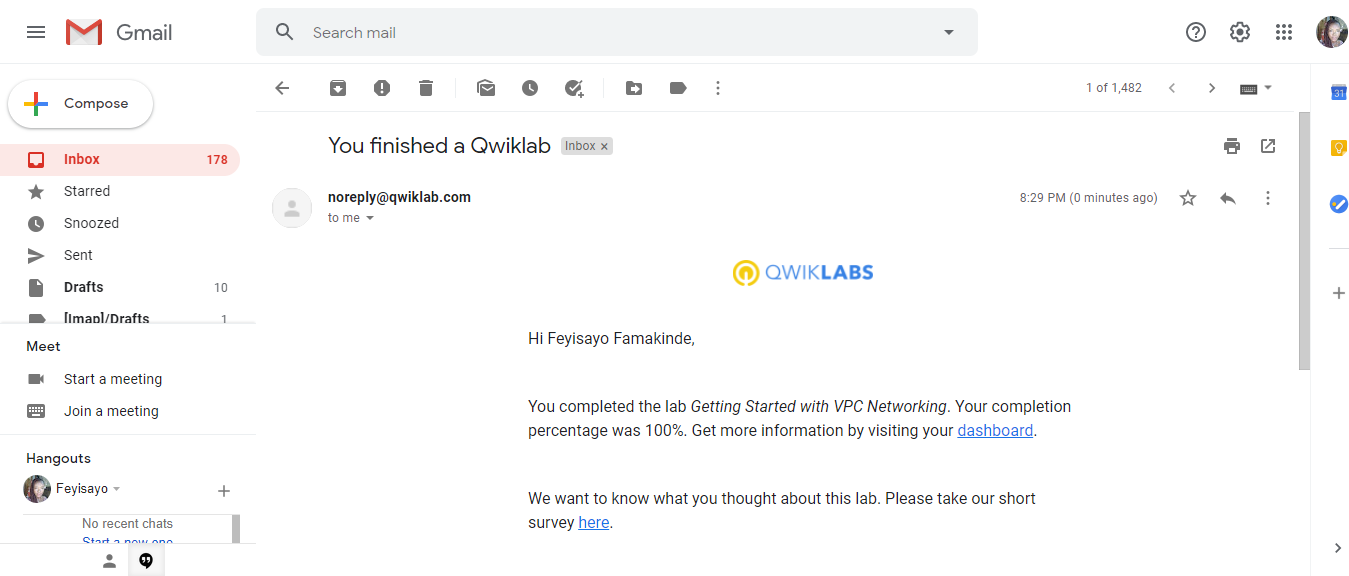 Gmail
Search mail
Compose
1 of 1,482
31
Inbox 178
Starred
Snoozed
Sent
Drafts 10
[Imap]/Drafts 1
Meet
Start a meeting
Join a meeting
Hangouts
Feyisayo
No recent chats
Start a new one
You finished a Qwiklab
Inbox x
noreply@qwiklab.com
8:29 PM (0 minutes ago)
to me
QWIKLABS
Hi Feyisayo Famakinde,
You completed the lab Getting Started with VPC Networking. Your completion
percentage was 100%. Get more information by visiting your dashboard.
We want to know what you thought about this lab. Please take our short
survey here.